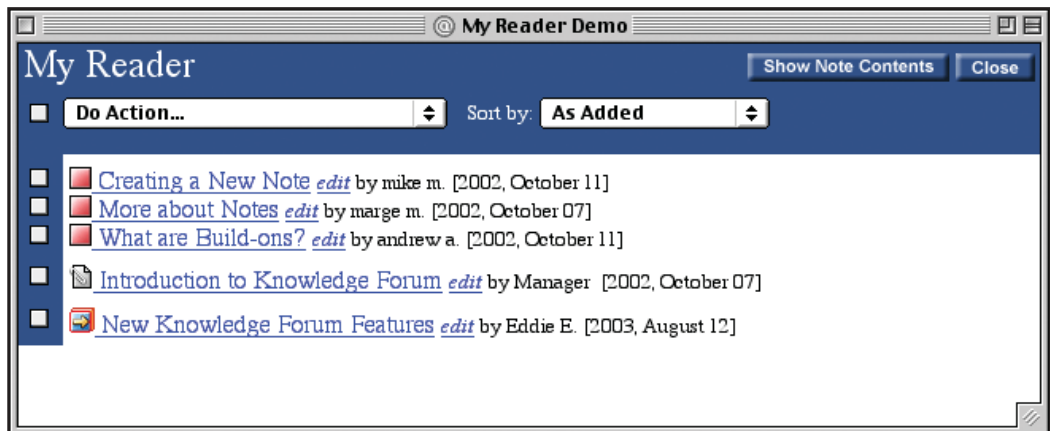 My Reader Demo
My Reader Show Note Contents Close
Do Action... Sort by: As Added
Creating a New Note edit by mike m. [2002, October 11]
More about Notes edit by marge m. [2002, October 07]
What are Build-ons? edit by andrew a. [2002, October 11]
Introduction to Knowledge Forum edit by Manager [2002, October 07]
New Knowledge Forum Features edit by Eddie E. [2003, August 12]